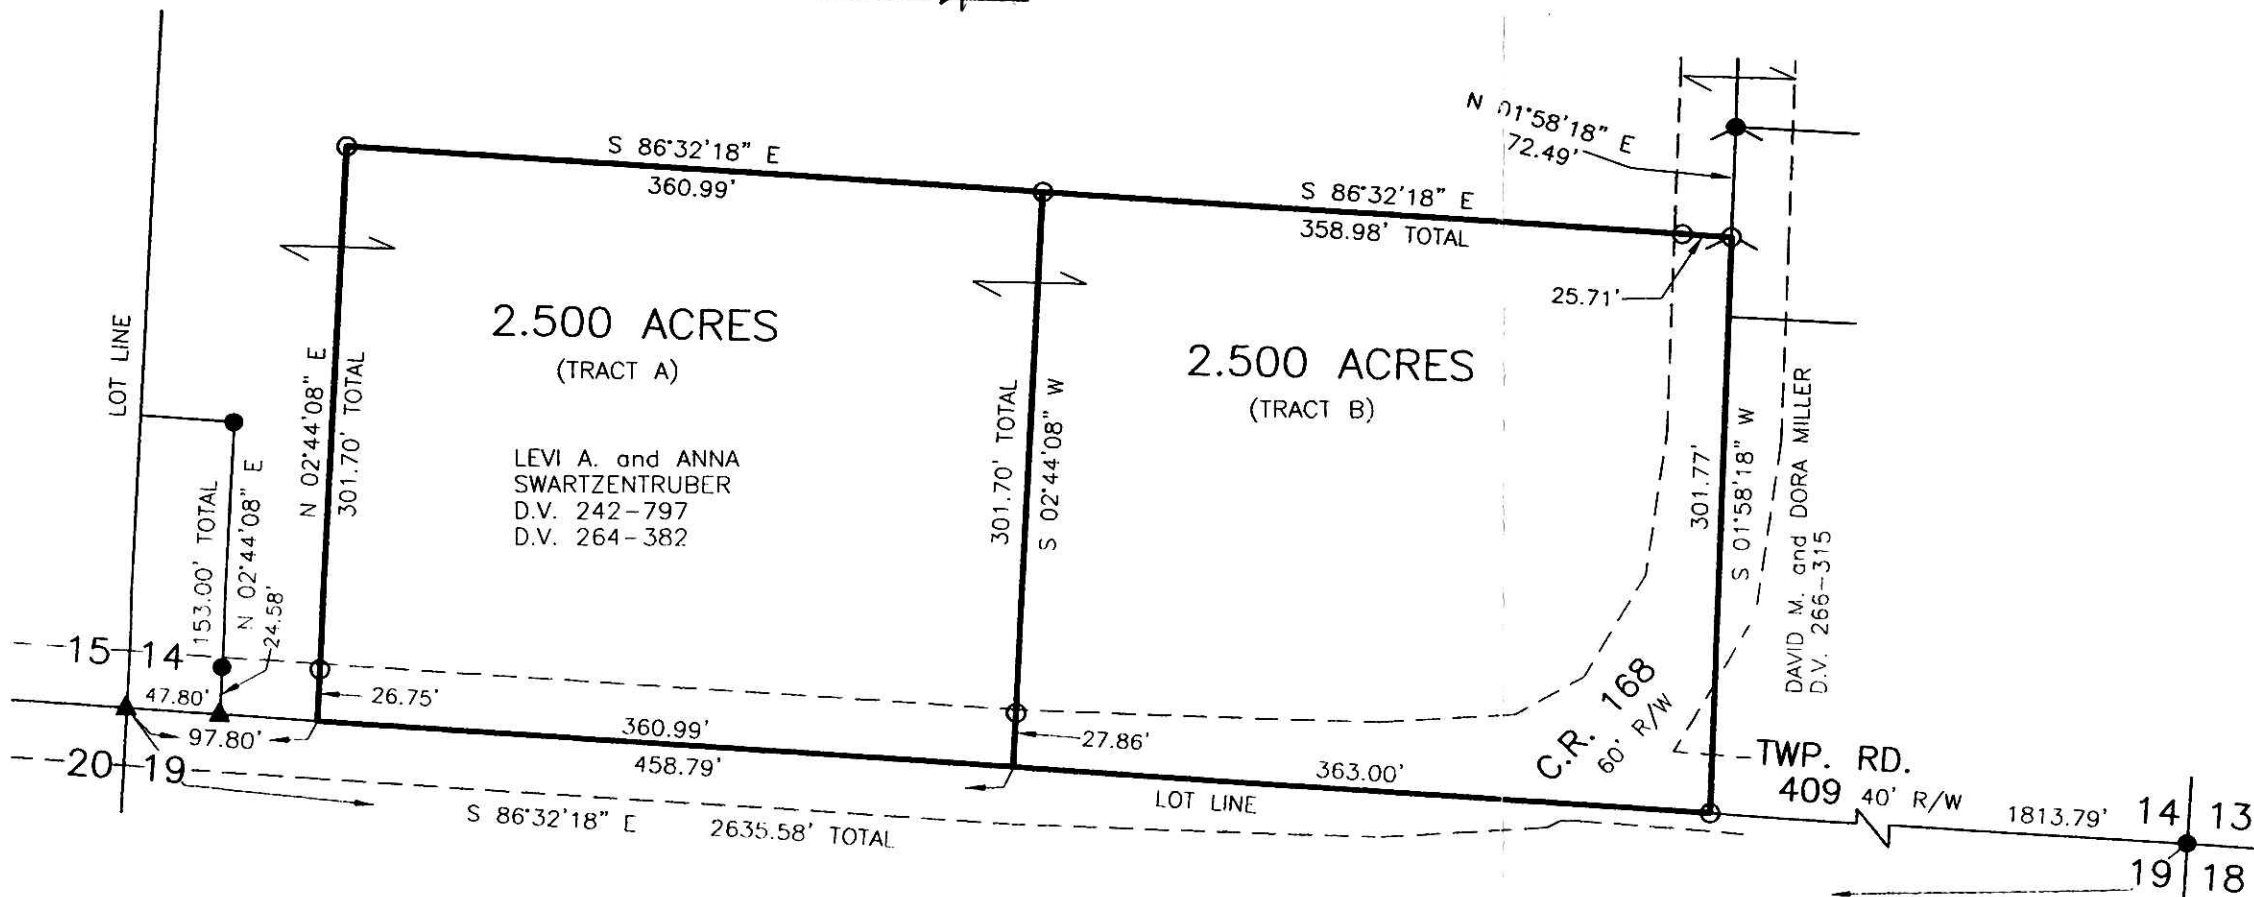 S 86°32'18" E
360.99'
S 86°32'18" E
358.98' TOTAL
N 01°58'18" E
72.49'
25.71'
LOT LINE
N 02°44'08" E
301.70' TOTAL
2.500 ACRES
(TRACT A)
LEVI A. and ANNA
SWARTZENTRUBER
D.V. 242-797
D.V. 264-382
301.70' TOTAL
S 02°44'08" W
2.500 ACRES
(TRACT B)
301.77'
S 01°58'18" W
DAVID M. and DORA MILLER
D.V. 266-315
153.00' TOTAL
N 02°44'08" E
24.58'
15 14
47.80'
97.80'
20 19
26.75'
360.99'
458.79'
27.86'
363.00'
LOT LINE
S 86°32'18" E 2635.58' TOTAL
C.R. 168
60' R/W
TWP. RD.
409 40' R/W
1813.79'
14 13
19 18